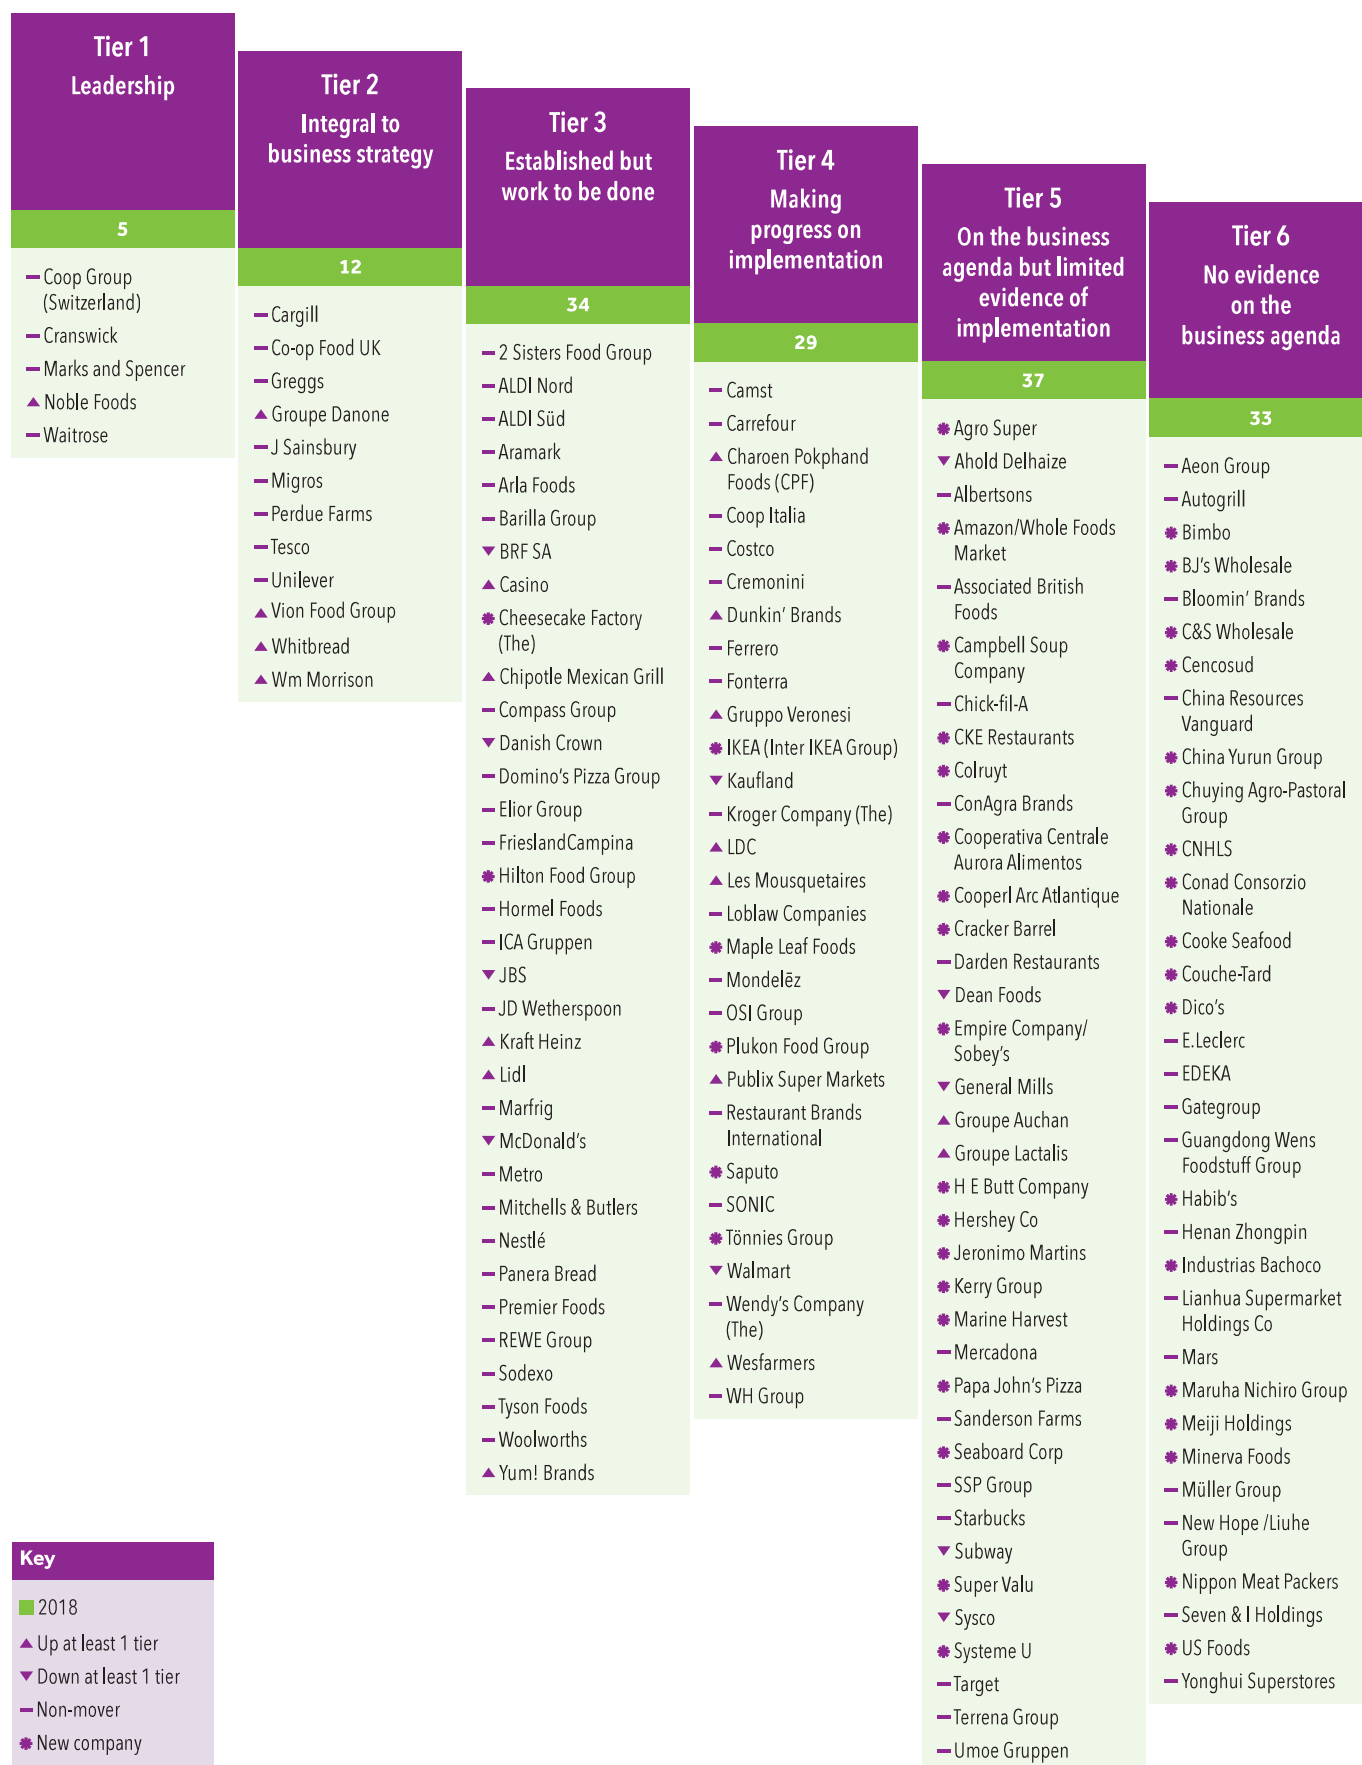 Tier 1
Leadership
5
Coop Group
(Switzerland)
Cranswick
Marks and Spencer
Noble Foods
Waitrose
Tier 2
Integral to
business strategy
12
Cargill
Co-op Food UK
Greggs
Groupe Danone
J Sainsbury
Migros
Perdue Farms
Tesco
Unilever
Vion Food Group
Whitbread
Wm Morrison
Tier 3
Established but
work to be done
34
2 Sisters Food Group
ALDI Nord
ALDI Süd
Aramark
Arla Foods
Barilla Group
BRF SA
Casino
Cheesecake Factory
(The)
Chipotle Mexican Grill
Compass Group
Danish Crown
Domino's Pizza Group
Elior Group
FrieslandCampina
Hilton Food Group
Hormel Foods
ICA Gruppen
JBS
JD Wetherspoon
Kraft Heinz
Lidl
Marfrig
McDonald's
Metro
Mitchells & Butlers
Nestlé
Panera Bread
Premier Foods
REWE Group
Sodexo
Tyson Foods
Woolworths
Yum! Brands
Tier 4
Making
progress on
implementation
29
Camst
Carrefour
Charoen Pokphand
Foods (CPF)
Coop Italia
Costco
Cremonini
Dunkin' Brands
Ferrero
Fonterra
Gruppo Veronesi
IKEA (Inter IKEA Group)
Kaufland
Kroger Company (The)
LDC
Les Mousquetaires
Loblaw Companies
Maple Leaf Foods
Mondelēz
OSI Group
Plukon Food Group
Publix Super Markets
Restaurant Brands
International
Saputo
SONIC
Tönnies Group
Walmart
Wendy's Company
(The)
Wesfarmers
WH Group
Tier 5
On the business
agenda but limited
evidence of
implementation
37
Agro Super
Ahold Delhaize
Albertsons
Amazon/Whole Foods
Market
Associated British
Foods
Campbell Soup
Company
Chick-fil-A
CKE Restaurants
Colruyt
ConAgra Brands
Cooperativa Centrale
Aurora Alimentos
Cooperl Arc Atlantique
Cracker Barrel
Darden Restaurants
Dean Foods
Empire Company/
Sobey's
General Mills
Groupe Auchan
Groupe Lactalis
H E Butt Company
Hershey Co
Jeronimo Martins
Kerry Group
Marine Harvest
Mercadona
Papa John's Pizza
Sanderson Farms
Seaboard Corp
SSP Group
Starbucks
Subway
Super Valu
Sysco
Systeme U
Target
Terrena Group
Umoe Gruppen
Tier 6
No evidence
on the
business agenda
33
Aeon Group
Autogrill
Bimbo
BJ's Wholesale
Bloomin' Brands
C&S Wholesale
Cencosud
China Resources
Vanguard
China Yurun Group
Chuying Agro-Pastoral
Group
CNHLS
Conad Consorzio
Nationale
Cooke Seafood
Couche-Tard
Dico's
E.Leclerc
EDEKA
Gategroup
Guangdong Wens
Foodstuff Group
Habib's
Henan Zhongpin
Industrias Bachoco
Lianhua Supermarket
Holdings Co
Mars
Maruha Nichiro Group
Meiji Holdings
Minerva Foods
Müller Group
New Hope /Liuhe
Group
Nippon Meat Packers
Seven & I Holdings
US Foods
Yonghui Superstores
Key
2018
Up at least 1 tier
Down at least 1 tier
Non-mover
New company